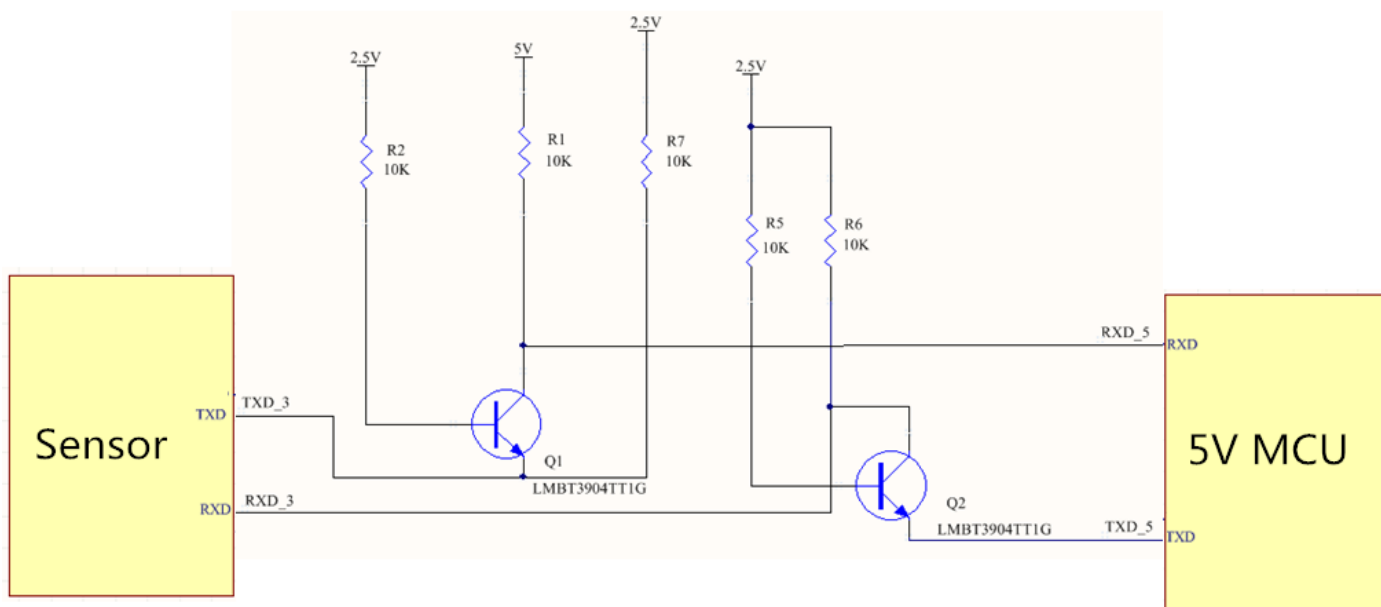 2.5V
5V
2.5V
2.5V
R2
10K
R1
10K
R7
10K
R5
10K
R6
10K
RXD_5
RXD
TXD
TXD_3
Sensor
5V MCU
Q1
LMBT3904TT1G
RXD
RXD_3
Q2
LMBT3904TT1G
TXD_5
TXD